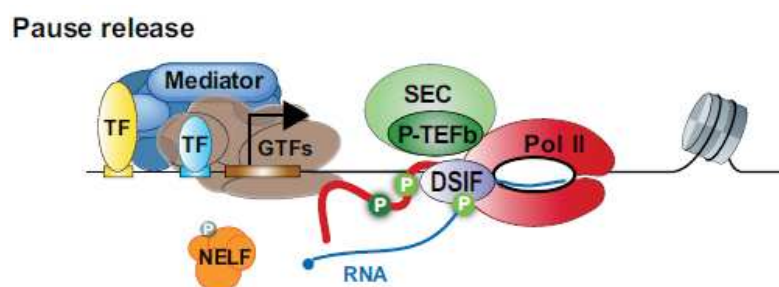 Pause release
Mediator
SEC
TF
P-TEFb
TF
GTFs
Pol II
P
DSIF
P
P
P
NELF
RNA